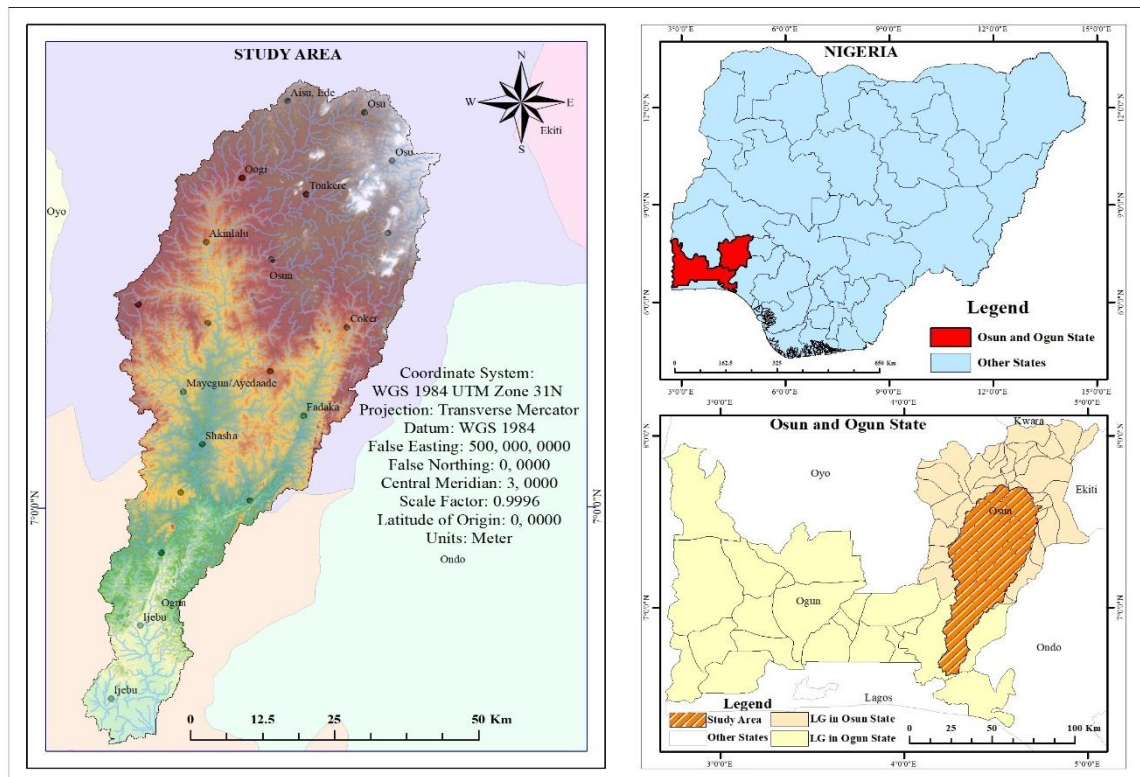 STUDY AREA
N
W
E
S
Ekiti
Aisu, Ede
Osu
Osu
Oogi
Tonkere
Oyo
Akinlalu
Osun
Coker
Mayegun/Ayedaade
Fadaka
Shasha
Coordinate System:
WGS 1984 UTM Zone 31N
Projection: Transverse Mercator
Datum: WGS 1984
False Easting: 500, 000, 0000
False Northing: 0, 0000
Central Meridian: 3, 0000
Scale Factor: 0.9996
Latitude of Origin: 0, 0000
Units: Meter
Ondo
7°0'0"N
7°0'0"N
Ogun
Ijebu
Ijebu
0 12.5 25 50 Km
3°0'0"E 6°0'0"E 9°0'0"E 12°0'0"E
NIGERIA
12°0'0"N
12°0'0"N
9°0'0"N
9°0'0"N
6°0'0"N
6°0'0"N
Legend
Osun and Ogun State
Other States
0 162.5 325 650 Km
3°0'0"E 6°0'0"E 9°0'0"E 12°0'0"E
3°0'0"E 4°0'0"E 5°0'0"E
Osun and Ogun State
Kwara
8°0'0"N
8°0'0"N
Oyo
Ekiti
Osun
7°0'0"N
7°0'0"N
Ogun
Ondo
Lagos
Legend
Study Area
LG in Osun State
Other States
LG in Ogun State
0 25 50 100 Km
3°0'0"E 4°0'0"E 5°0'0"E